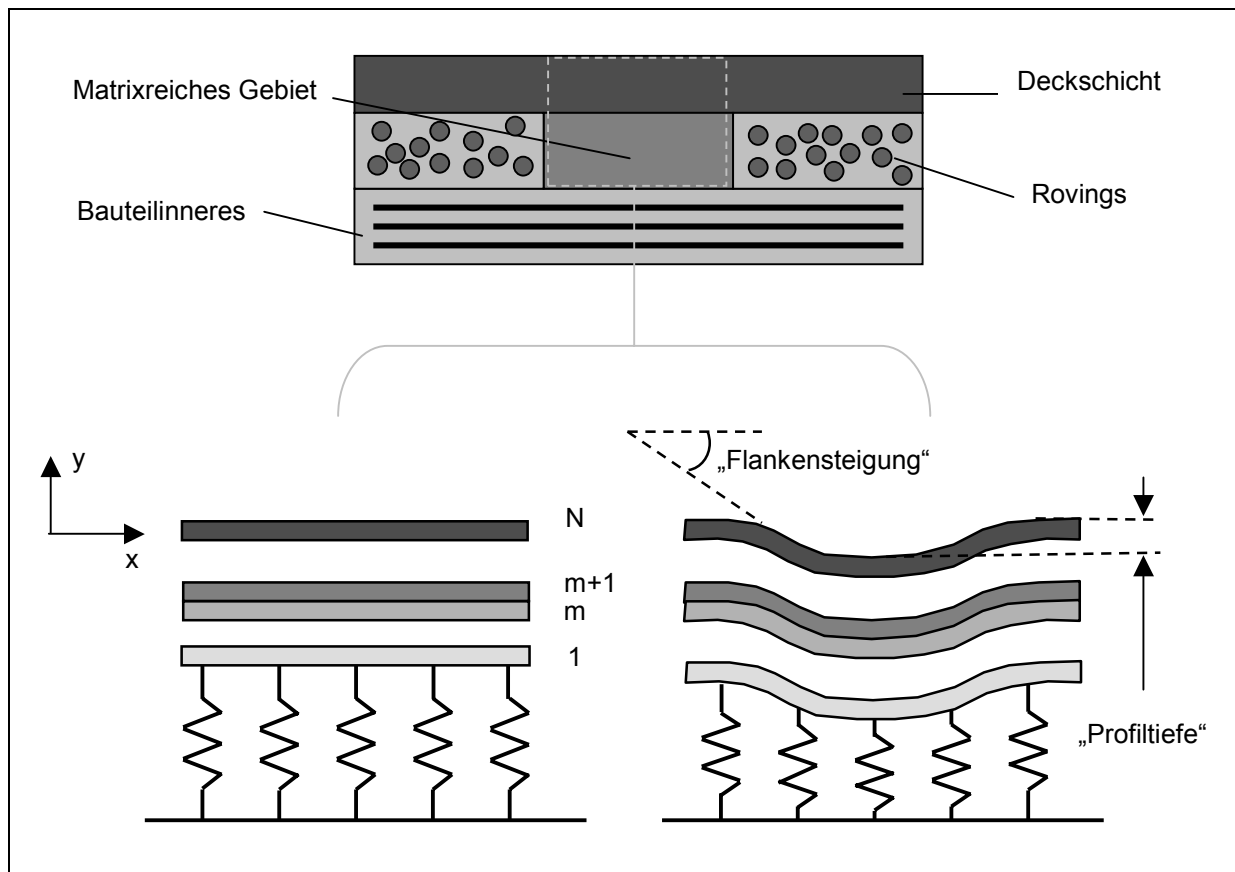 Matrixreiches Gebiet
Deckschicht
Bauteilinneres
Rovings
y
x
N
m+1
m
1
„Flankensteigung“
„Profiltiefe“